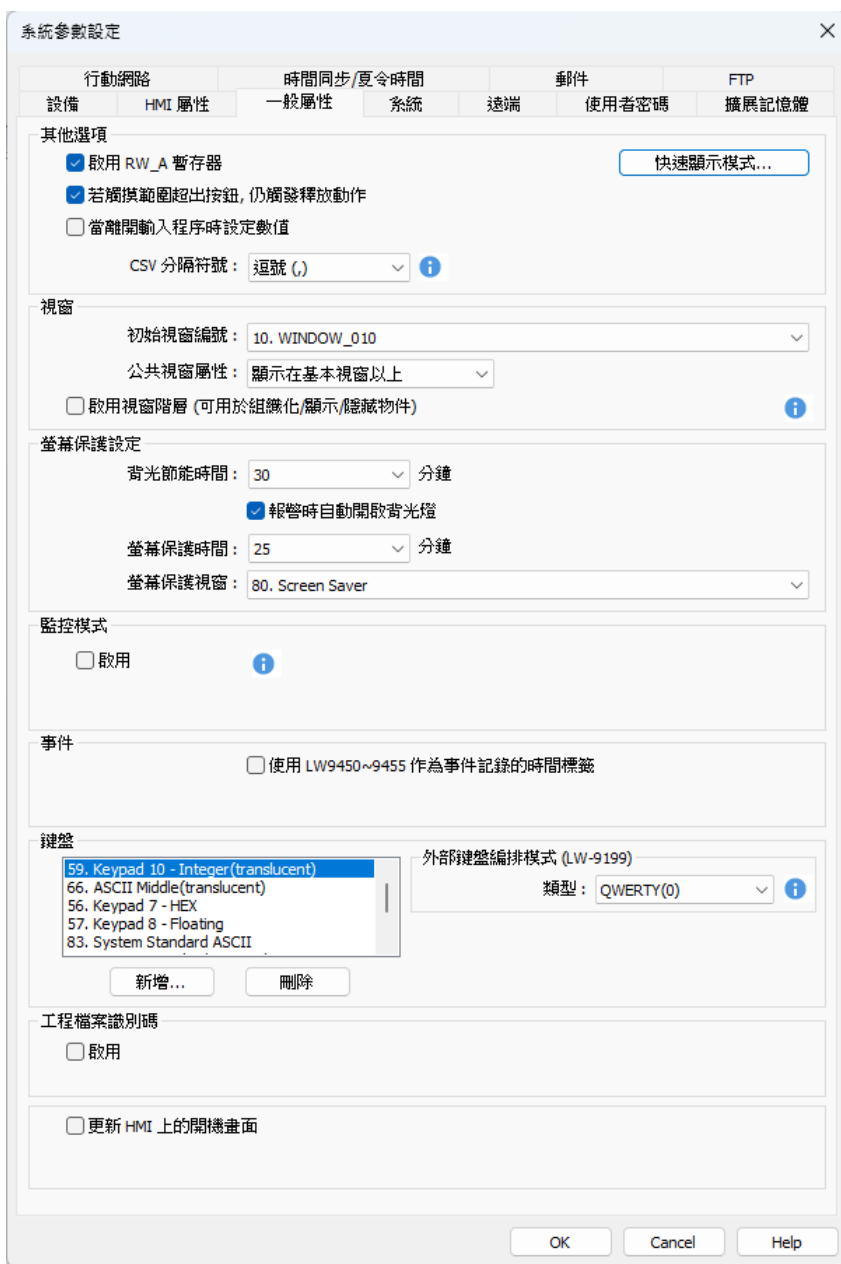 系統參數設定
行動網路 時間同步/夏令時間 郵件 FTP
設備 HMI 屬性 一般屬性 系統 遠端 使用者密碼 擴展記憶體
其他選項
啟用 RW_A 暫存器 快速顯示模式...
若觸摸範圍超出按鈕, 仍觸發釋放動作
當離開輸入程序時設定數值
CSV 分隔符號 : 逗號 (,)
視窗
初始視窗編號 : 10. WINDOW_010
公共視窗屬性 : 顯示在基本視窗以上
啟用視窗階層 (可用於組織化/顯示/隱藏物件)
螢幕保護設定
背光節能時間 : 30 分鐘
報警時自動開啟背光燈
螢幕保護時間 : 25 分鐘
螢幕保護視窗 : 80. Screen Saver
監控模式
啟用
事件
使用 LW9450~9455 作為事件記錄的時間標籤
鍵盤
59. Keypad 10 - Integer(translucent) 外部鍵盤編排模式 (LW-9199)
66. ASCII Middle(translucent) 類型 : QWERTY(0)
56. Keypad 7 - HEX
57. Keypad 8 - Floating
83. System Standard ASCII
新增... 刪除
工程檔案識別碼
啟用
更新 HMI 上的開機畫面
OK Cancel Help